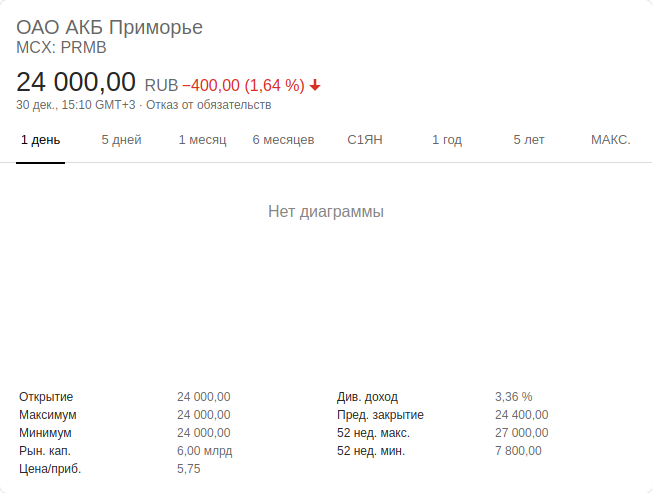 ОАО АКБ Приморье
MCX: PRMB
24 000,00 RUB −400,00 (1,64 %)
30 дек., 15:10 GMT+3 · Отказ от обязательств
1 день 5 дней 1 месяц 6 месяцев С1ЯН 1 год 5 лет МАКС.
Нет диаграммы
Открытие 24 000,00 Див. доход 3,36 %
Максимум 24 000,00 Пред. закрытие 24 400,00
Минимум 24 000,00 52 нед. макс. 27 000,00
Рын. кап. 6,00 млрд 52 нед. мин. 7 800,00
Цена/приб. 5,75